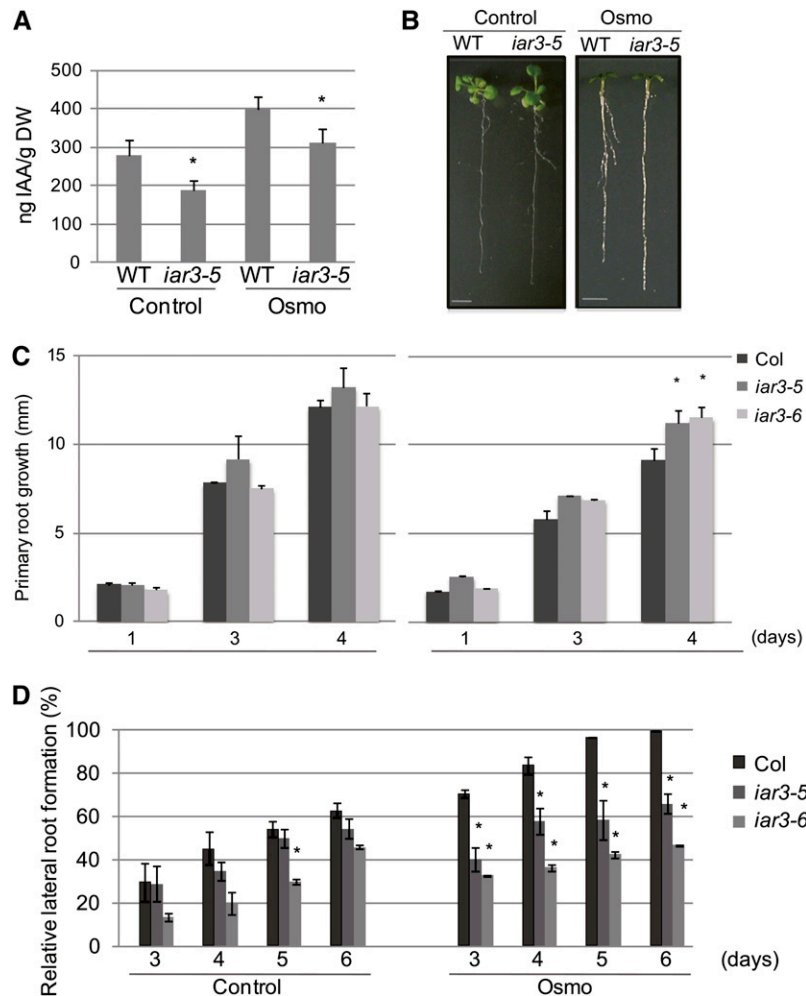 A
ng IAA/g DW
500
400
300
200
100
0
*
*
WT iar3-5 WT iar3-5
Control Osmo
B
Control Osmo
WT iar3-5 WT iar3-5
C
Primary root growth (mm)
15
10
5
0
* *
Col
iar3-5
iar3-6
1 3 4 1 3 4 (days)
D
Relative lateral root formation (%)
100
80
60
40
20
0
*
* * * * * * * *
Col
iar3-5
iar3-6
3 4 5 6 3 4 5 6 (days)
Control Osmo